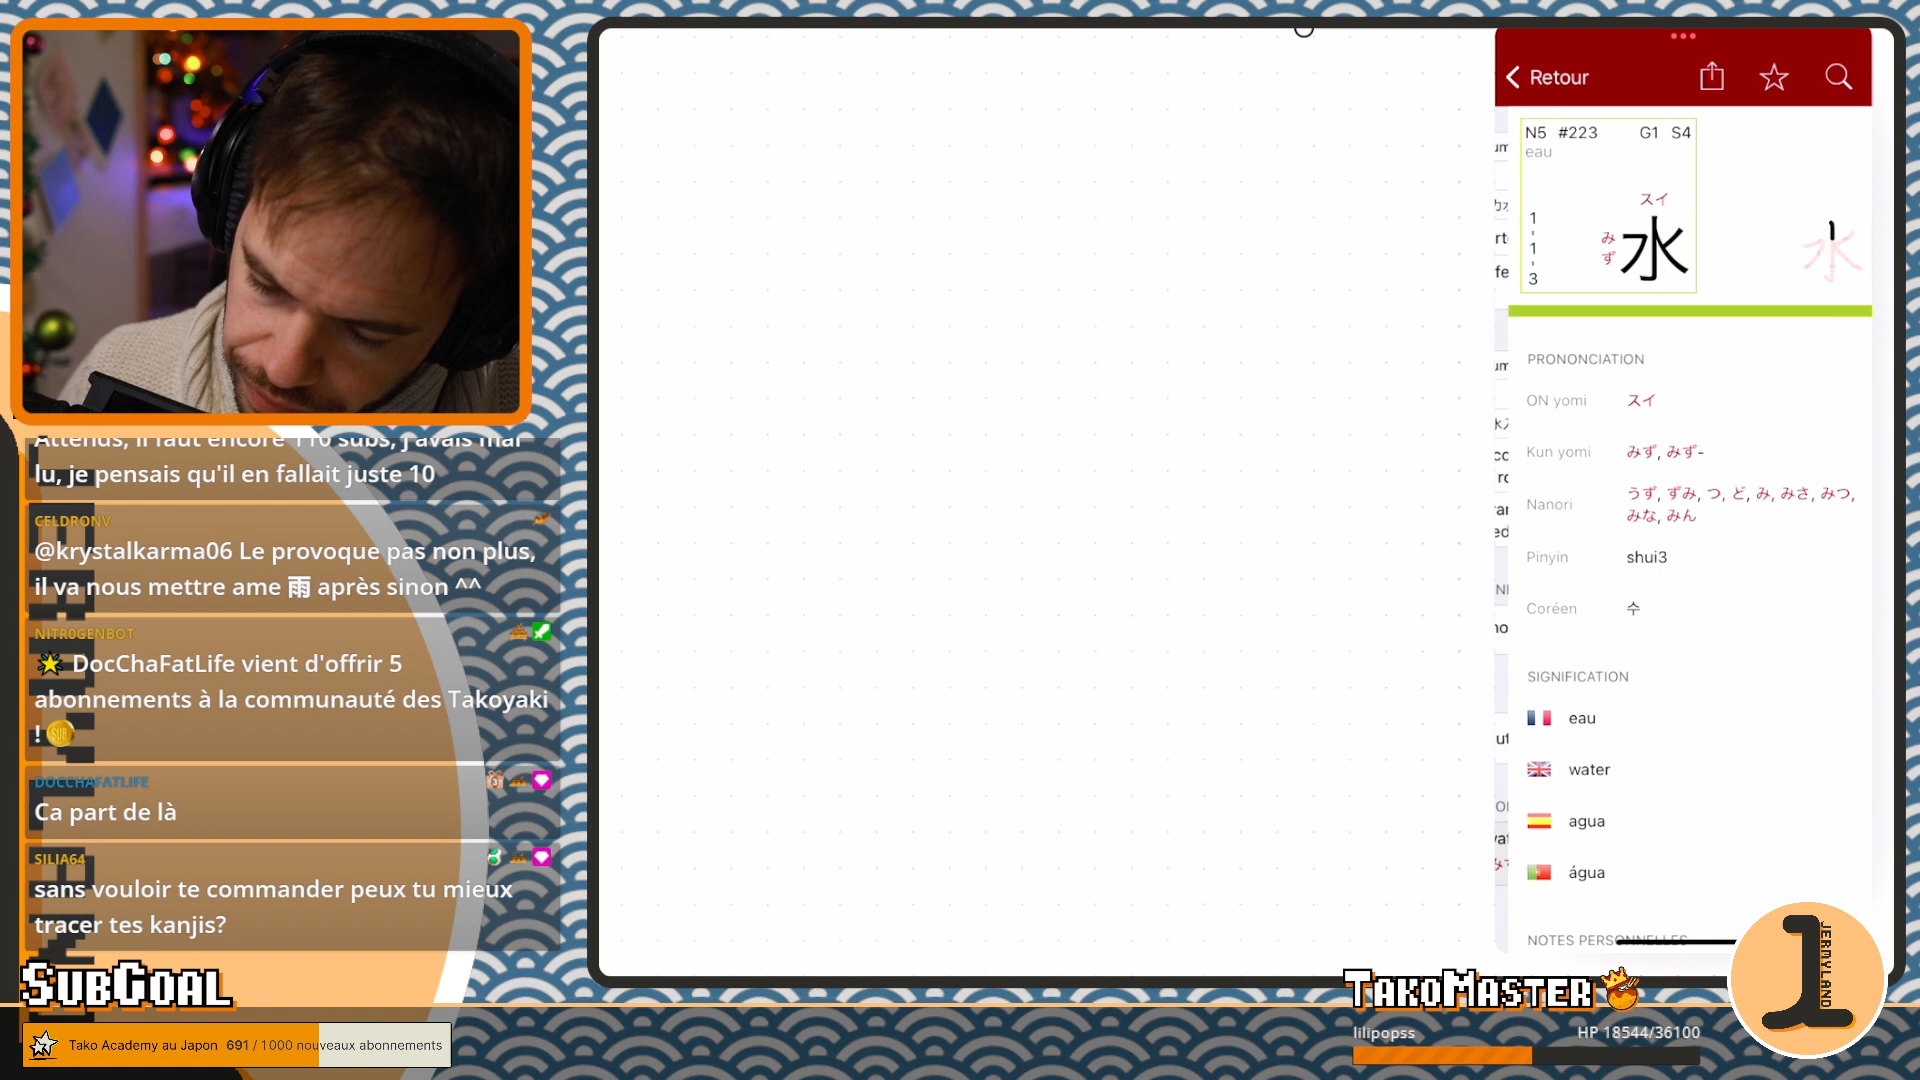 lu, je pensais qu'il en fallait juste 10
CELDRONV
@krystalkarma06 Le provoque pas non plus,
il va nous mettre ame 雨 après sinon ^^
NITR0GENBOT
DocChaFatLife vient d'offrir 5
abonnements à la communauté des Takoyaki
!
DOCCHAFATLIFE
Ca part de là
SILIA64
sans vouloir te commander peux tu mieux
tracer tes kanjis?
SUBGOAL
Tako Academy au Japon 691 / 1000 nouveaux abonnements
Retour
N5 #223 G1 S4
eau
スイ
みず
水
1-1-3
PRONONCIATION
ON yomi スイ
Kun yomi みず, みず-
Nanori うず, ずみ, つ, ど, み, みさ, みつ,
みな, みん
Pinyin shui3
Coréen 수
SIGNIFICATION
eau
water
agua
água
NOTES PERSONNELLES
TAKOMASTER
lilipopss HP 18544/36100
JERMYLAND